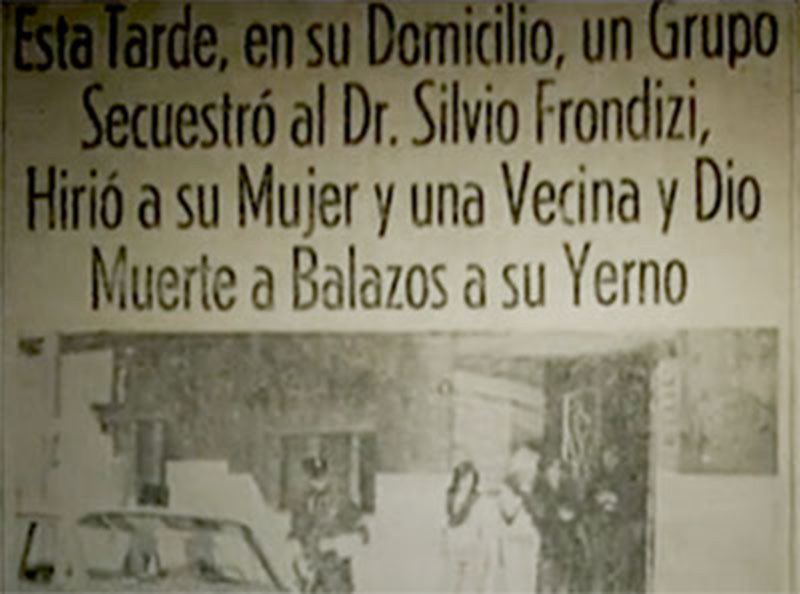 Esta Tarde, en su Domicilio, un Grupo
Secuestró al Dr. Silvio Frondizi,
Hirió a su Mujer y una Vecina y Dio
Muerte a Balazos a su Yerno